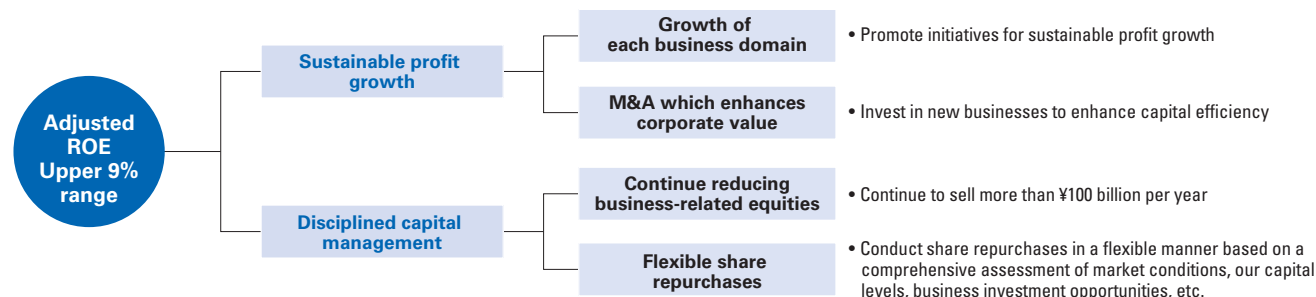 Adjusted
ROE
Upper 9%
range
Sustainable profit
growth
Growth of
each business domain
• Promote initiatives for sustainable profit growth
M&A which enhances
corporate value
• Invest in new businesses to enhance capital efficiency
Disciplined capital
management
Continue reducing
business-related equities
• Continue to sell more than ¥100 billion per year
Flexible share
repurchases
• Conduct share repurchases in a flexible manner based on a
comprehensive assessment of market conditions, our capital
levels, business investment opportunities, etc.